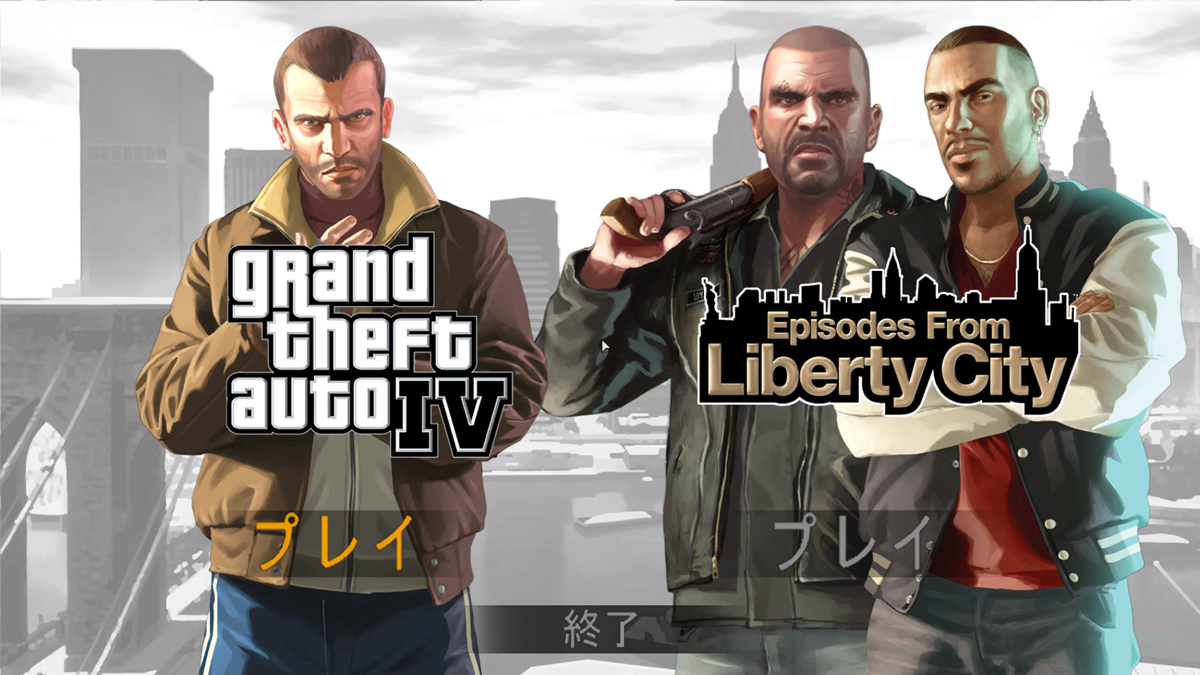 grand
theft
auto IV
Episodes From
Liberty City
プレイ
プレイ
終了